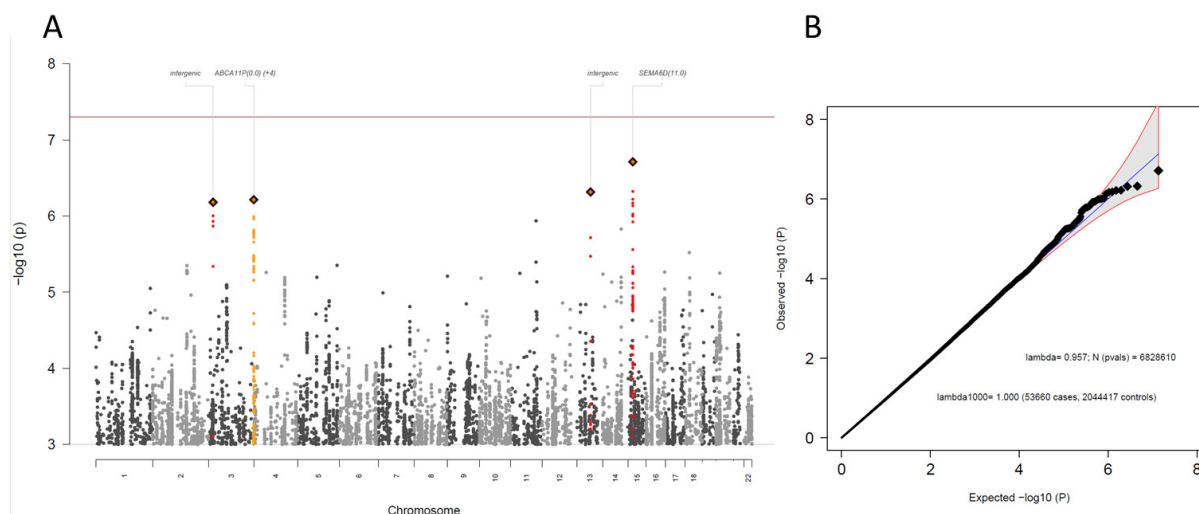 A
B
8
7
6
5
4
3
−log10 (p)
intergenic
ABCA11P(0.0) (+4)
intergenic
SEMA6D(11.0)
1
2
3
4
5
6
7
8
9
10
11
12
13
14
15
16
17
18
22
Chromosome
8
6
4
2
0
Observed −log10 (P)
lambda= 0.957; N (pvals) = 6828610
lambda1000= 1.000 (53660 cases, 2044417 controls)
0
2
4
6
8
Expected −log10 (P)